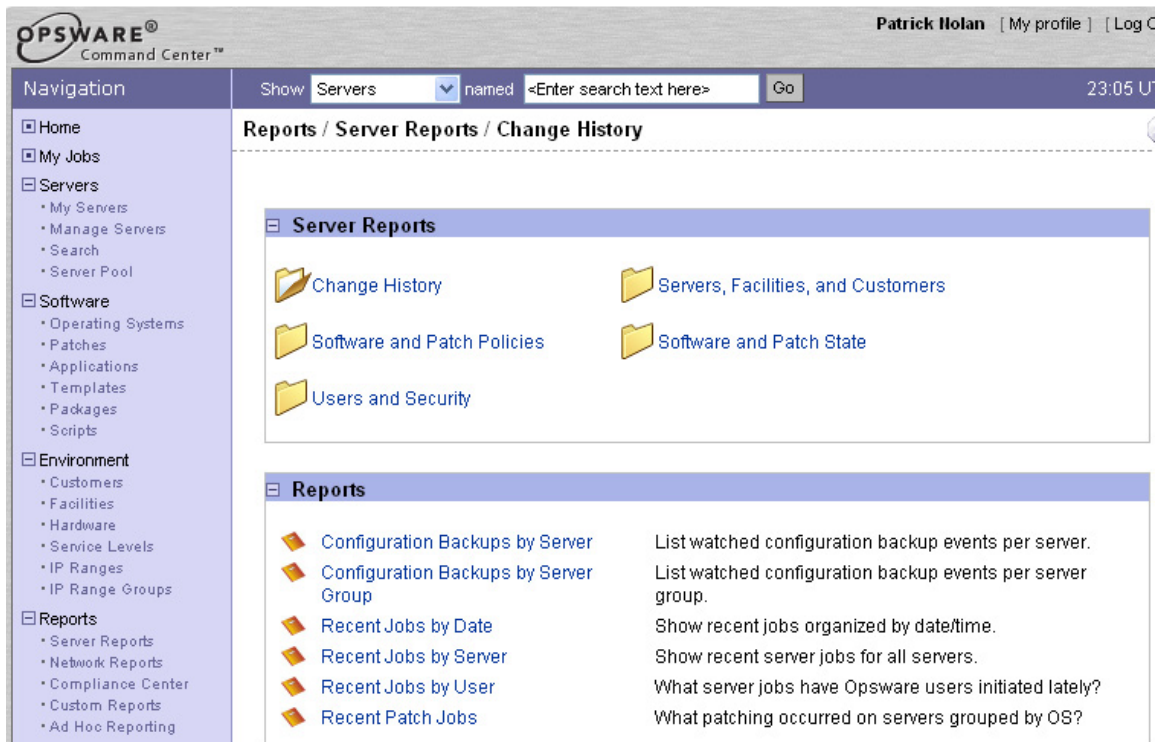 OPSWARE®
Command Center™
Patrick Nolan [ My profile ] [ Log
Navigation
Show Servers named <Enter search text here> Go 23:05
Home
My Jobs
Servers
• My Servers
• Manage Servers
• Search
• Server Pool
Software
• Operating Systems
• Patches
• Applications
• Templates
• Packages
• Scripts
Environment
• Customers
• Facilities
• Hardware
• Service Levels
• IP Ranges
• IP Range Groups
Reports
• Server Reports
• Network Reports
• Compliance Center
• Custom Reports
• Ad Hoc Reporting
Reports / Server Reports / Change History
Server Reports
Change History
Servers, Facilities, and Customers
Software and Patch Policies
Software and Patch State
Users and Security
Reports
Configuration Backups by Server List watched configuration backup events per server.
Configuration Backups by Server List watched configuration backup events per server
Group group.
Recent Jobs by Date Show recent jobs organized by date/time.
Recent Jobs by Server Show recent server jobs for all servers.
Recent Jobs by User What server jobs have Opsware users initiated lately?
Recent Patch Jobs What patching occurred on servers grouped by OS?